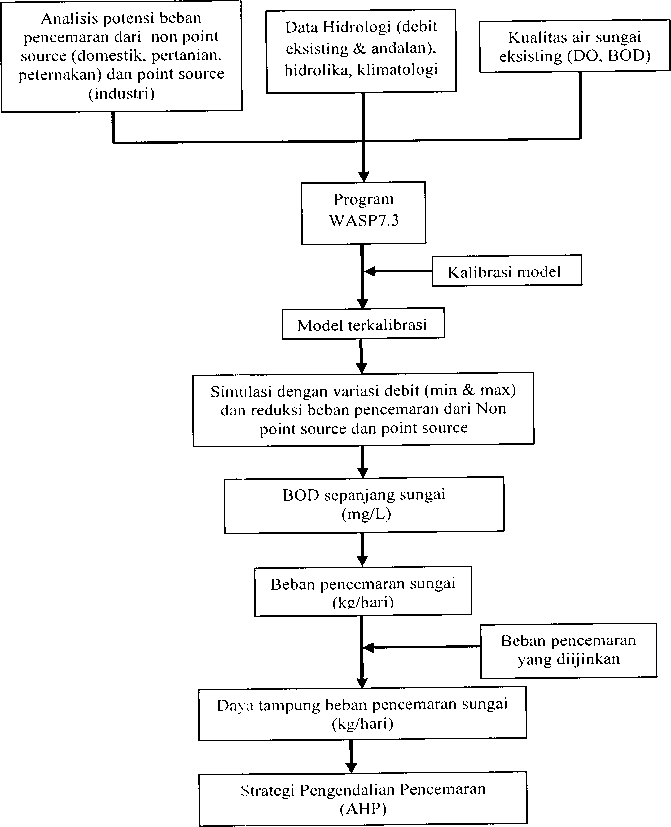 Analisis potensi beban
pencemaran dari non point
source (domestik, pertanian,
peternakan) dan point source
(industri)
Data Hidrologi (debit
eksisting & andalan),
hidrolika, klimatologi
Kualitas air sungai
eksisting (DO, BOD)
Program
WASP7.3
Kalibrasi model
Model terkalibrasi
Simulasi dengan variasi debit (min & max)
dan reduksi beban pencemaran dari Non
point source dan point source
BOD sepanjang sungai
(mg/L)
Beban pencemaran sungai
(kg/hari)
Beban pencemaran
yang diijinkan
Daya tampung beban pencemaran sungai
(kg/hari)
Strategi Pengendalian Pencemaran
(AHP)